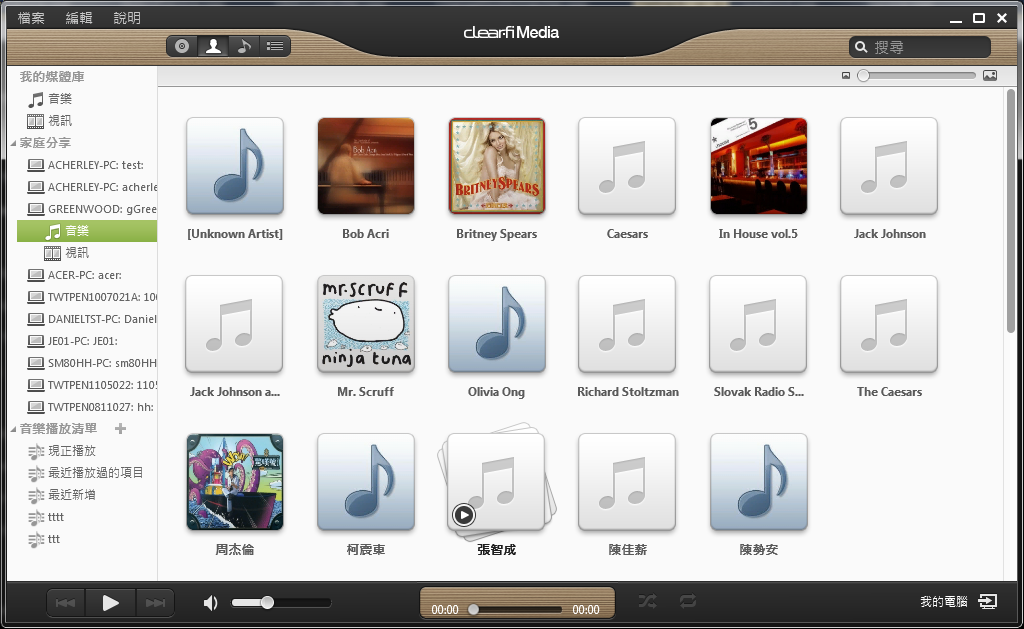 檔案 編輯 說明
clear.fi Media
搜尋
我的媒體庫
音樂
視訊
家庭分享
ACHERLEY-PC: test:
ACHERLEY-PC: acherle
GREENWOOD: gGree
音樂
視訊
ACER-PC: acer:
TWTPEN1007021A: 100
DANIELTST-PC: Daniel
JE01-PC: JE01:
SM80HH-PC: sm80HH
TWTPEN1105022: 1105
TWTPEN0811027: hh:
音樂播放清單
現正播放
最近播放過的項目
最近新增
tttt
ttt
Bob Acri
BRITNEY SPEARS
5
[Unknown Artist] Bob Acri Britney Spears Caesars In House vol.5 Jack Johnson
mr.scruff
ninja tuna
Jack Johnson a... Mr. Scruff Olivia Ong Richard Stoltzman Slovak Radio S... The Caesars
WOW
周杰倫 柯震東 張智成 陳佳薪 陳勢安
00:00 00:00
我的電腦